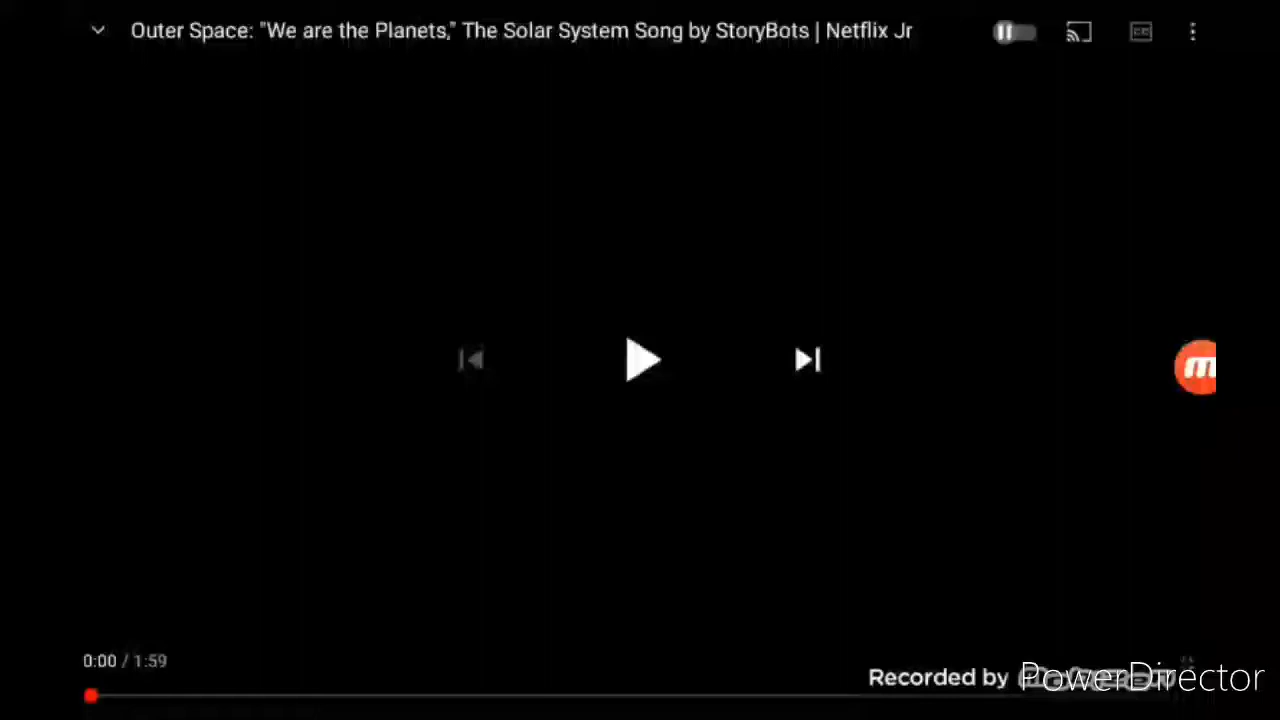 Outer Space: "We are the Planets," The Solar System Song by StoryBots | Netflix Jr
CC
m
0:00 / 1:59
Recorded by
PowerDirector